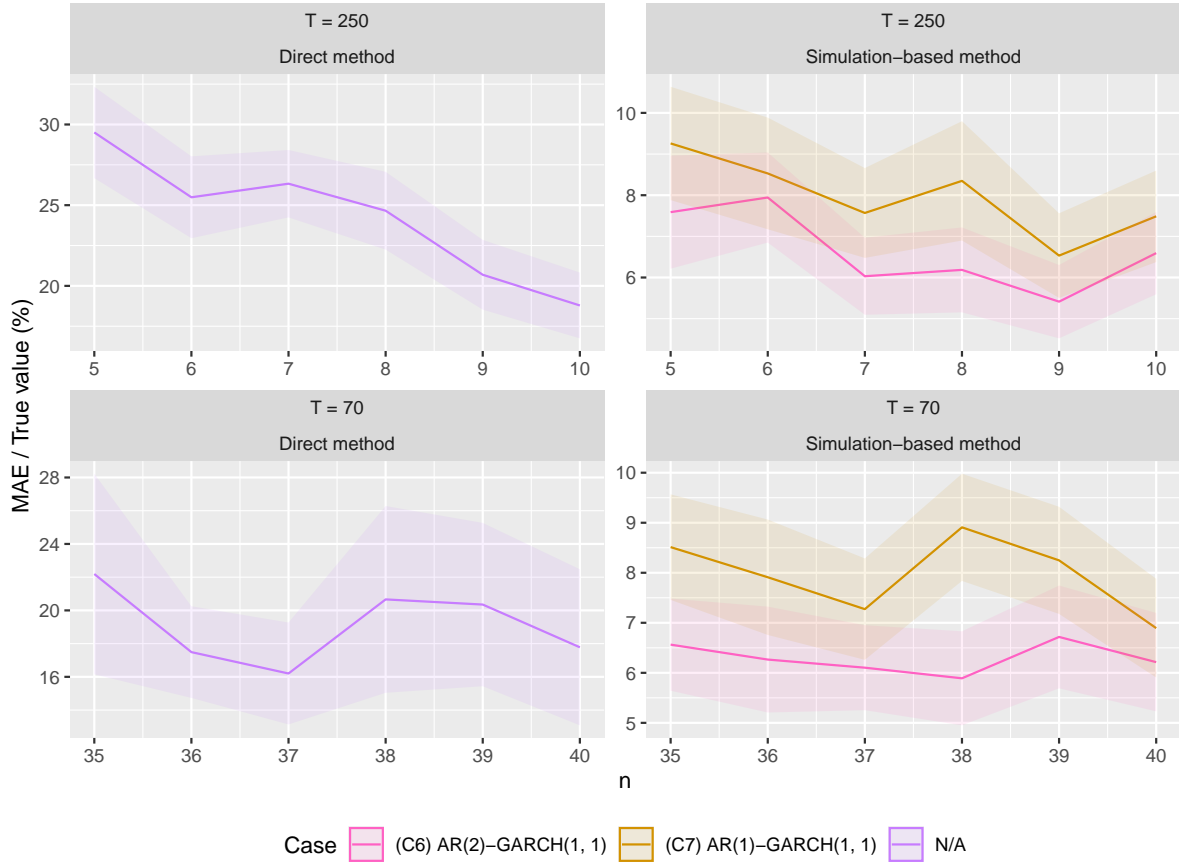 T = 250
Direct method
30
25
20
5 6 7 8 9 10
T = 250
Simulation−based method
10
8
6
5 6 7 8 9 10
MAE / True value (%)
T = 70
Direct method
28
24
20
16
35 36 37 38 39 40
T = 70
Simulation−based method
10
9
8
7
6
5
35 36 37 38 39 40
n
Case (C6) AR(2)−GARCH(1, 1) (C7) AR(1)−GARCH(1, 1) N/A